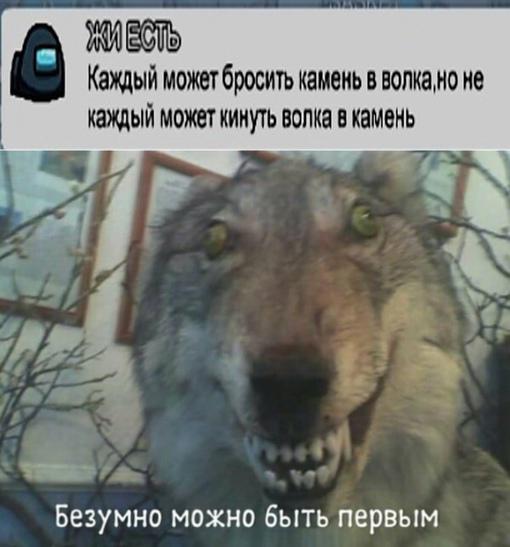 ЖИ ЕСТЬ
Каждый может бросить камень в волка,но не
каждый может кинуть волка в камень
Безумно можно быть первым